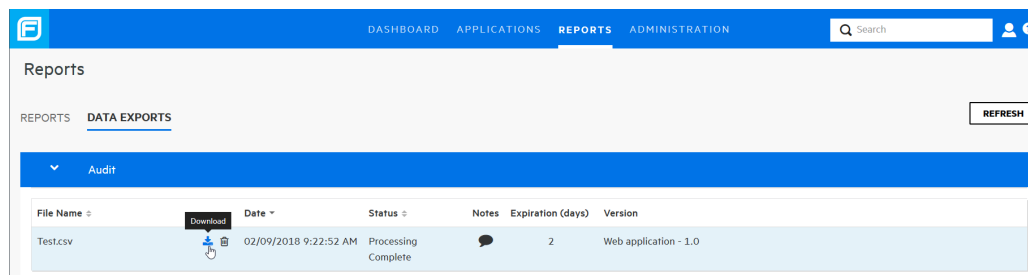 F
DASHBOARD APPLICATIONS REPORTS ADMINISTRATION Search
Reports
REPORTS DATA EXPORTS REFRESH
Audit
File Name Download Date Status Notes Expiration (days) Version
Test.csv 02/09/2018 9:22:52 AM Processing 2 Web application - 1.0
Complete